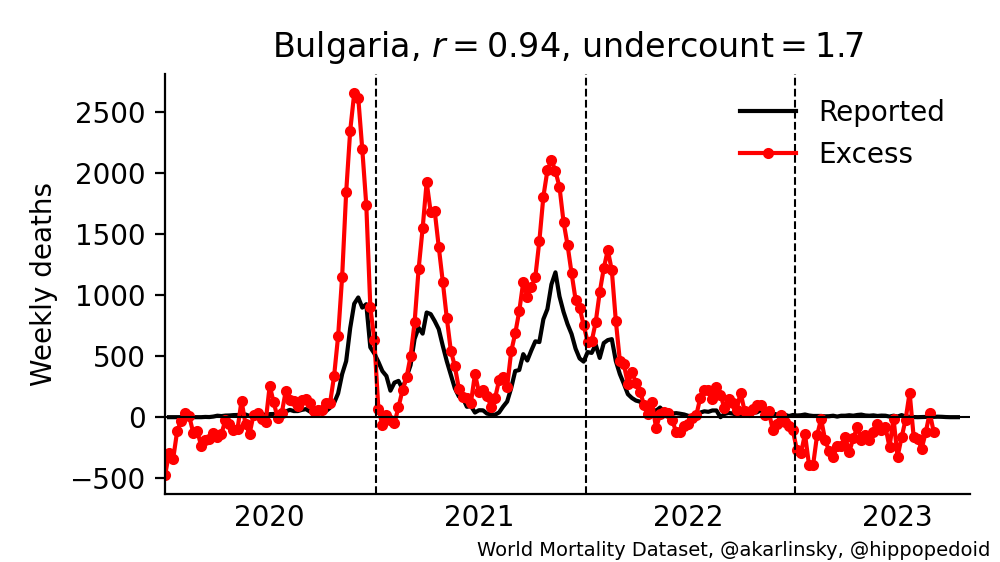 Bulgaria, r = 0.94, undercount = 1.7
Weekly deaths
2500
2000
1500
1000
500
0
−500
Reported
Excess
2020 2021 2022 2023
World Mortality Dataset, @akarlinsky, @hippopedoid